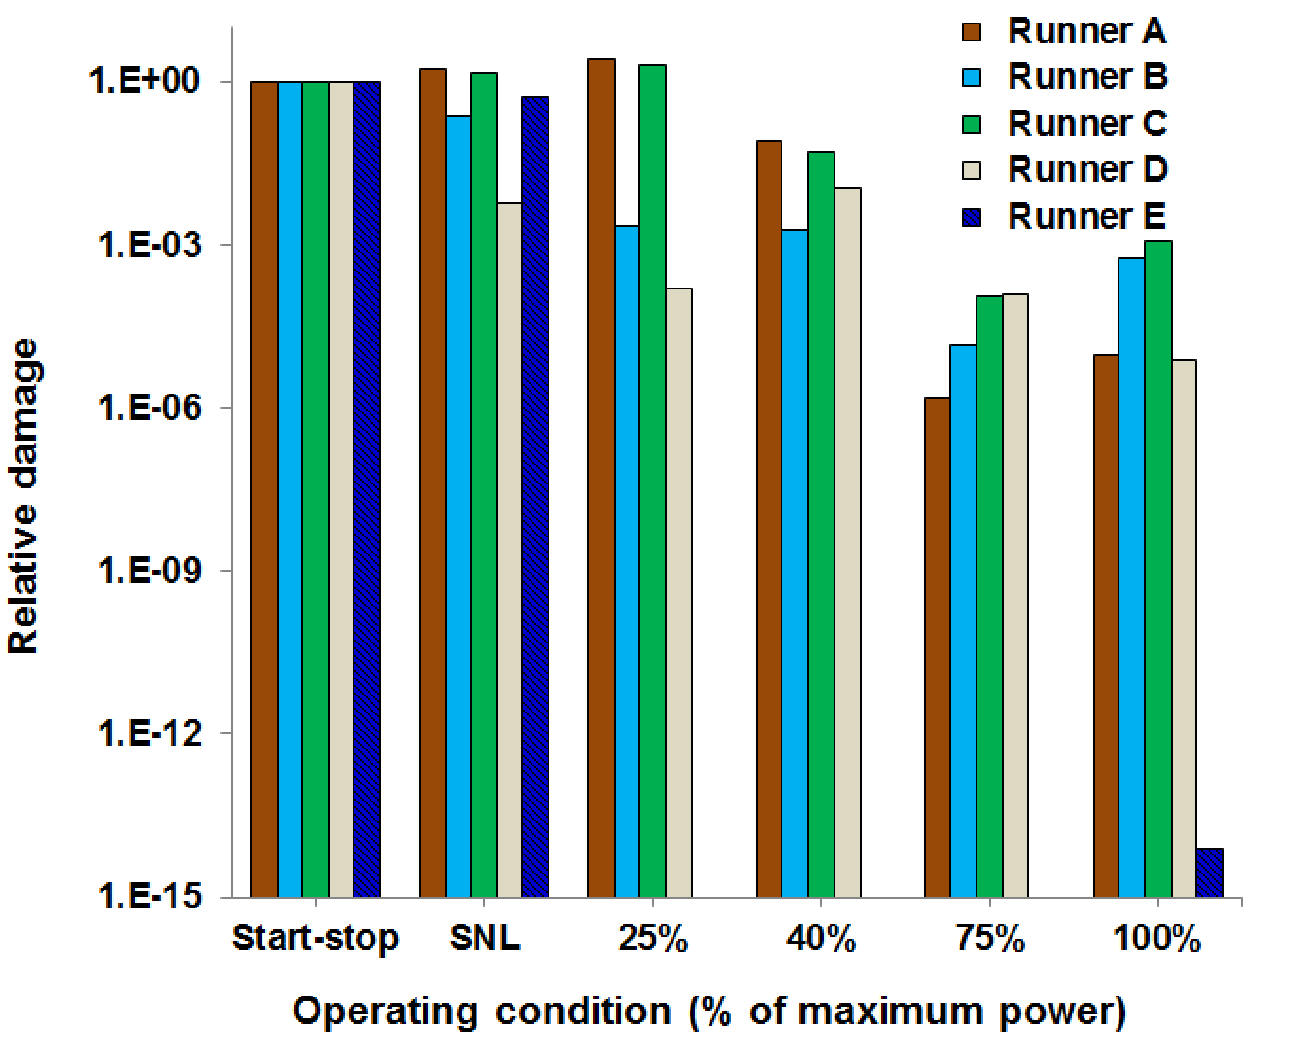 Runner A
Runner B
Runner C
Runner D
Runner E
1.E+00
1.E-03
1.E-06
1.E-09
1.E-12
1.E-15
Relative damage
Start-stop SNL 25% 40% 75% 100%
Operating condition (% of maximum power)